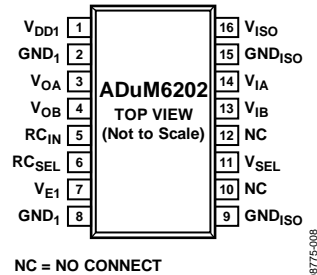 VDD1 1 16 VISO
GND1 2 15 GNDISO
VOA 3 14 VIA
VOB 4 13 VIB
RCIN 5 12 NC
RCSEL 6 11 VSEL
VE1 7 10 NC
GND1 8 9 GNDISO
ADuM6202
TOP VIEW
(Not to Scale)
NC = NO CONNECT
08775-008